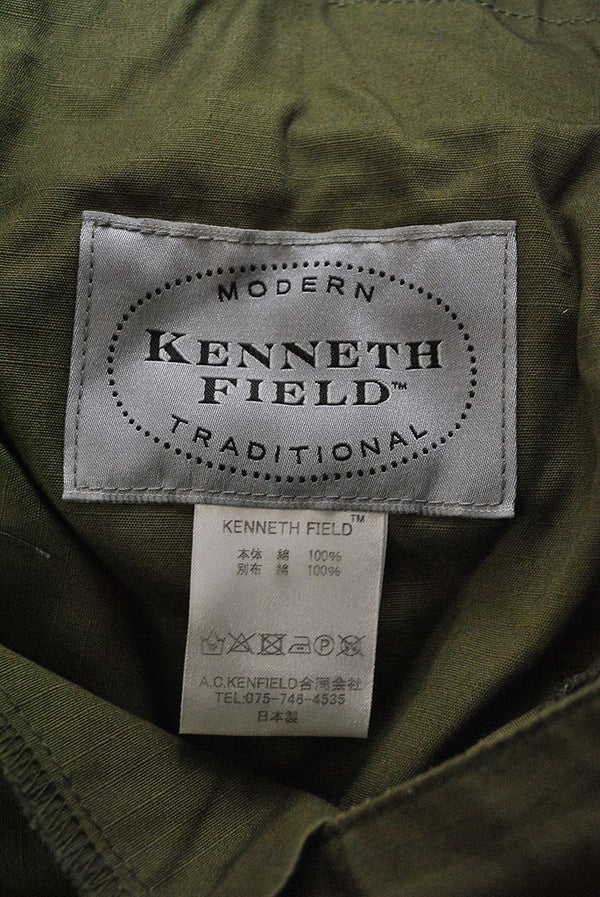 MODERN
KENNETH
FIELD™
TRADITIONAL
KENNETH FIELD™
本体 綿 100%
別布 綿 100%
A.C.KENFIELD合同会社
TEL:075-746-4535
日本製